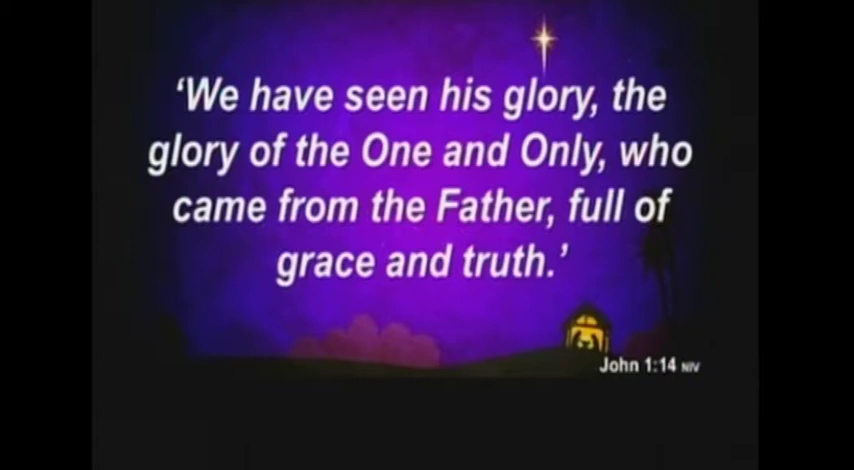 ‘We have seen his glory, the
glory of the One and Only, who
came from the Father, full of
grace and truth.’
John 1:14 NIV